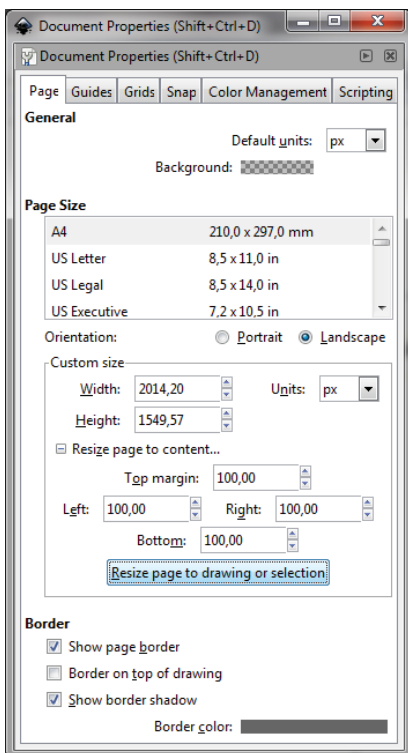 Document Properties (Shift+Ctrl+D)
Document Properties (Shift+Ctrl+D)
Page Guides Grids Snap Color Management Scripting
General
Default units: px
Background:
Page Size
A4 210,0 x 297,0 mm
US Letter 8,5 x 11,0 in
US Legal 8,5 x 14,0 in
US Executive 7,2 x 10,5 in
Orientation: Portrait Landscape
Custom size
Width: 2014,20 Units: px
Height: 1549,57
Resize page to content...
Top margin: 100,00
Left: 100,00 Right: 100,00
Bottom: 100,00
Resize page to drawing or selection
Border
Show page border
Border on top of drawing
Show border shadow
Border color: